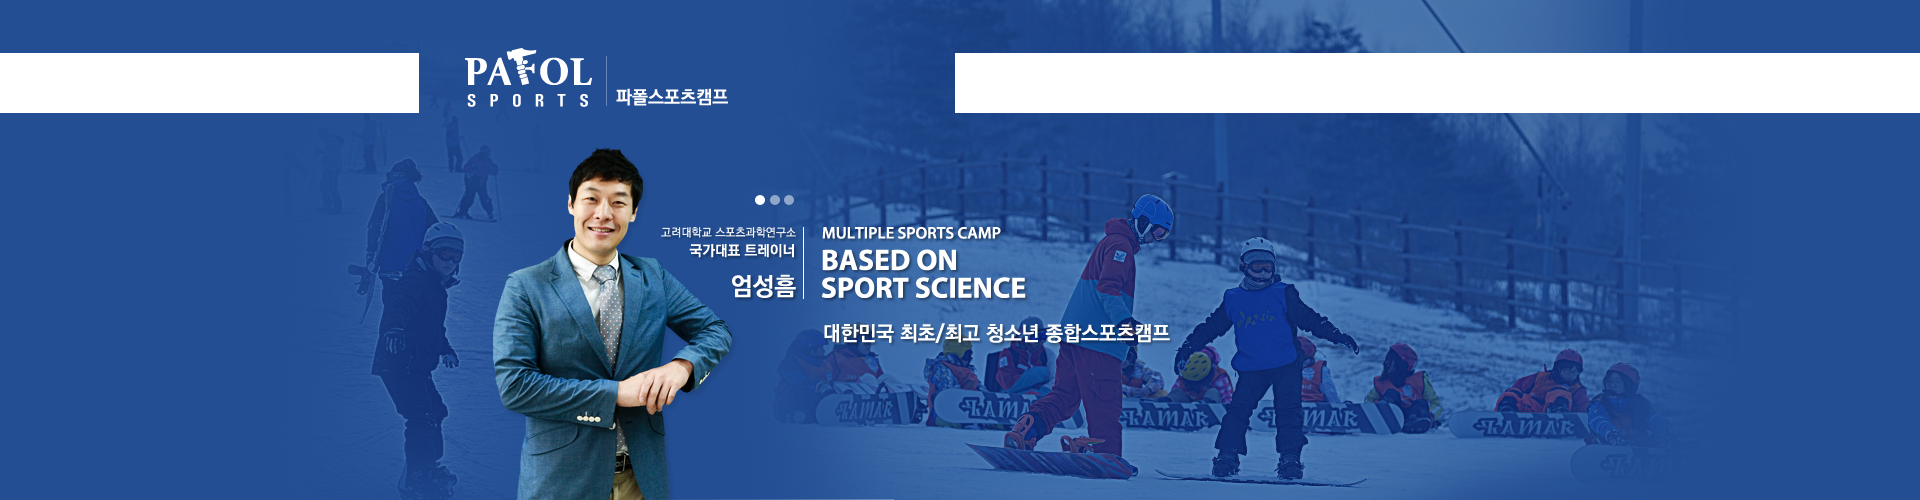 PAFOL
SPORTS
파폴스포츠캠프
고려대학교 스포츠과학연구소
국가대표 트레이너
엄성흠
MULTIPLE SPORTS CAMP
BASED ON
SPORT SCIENCE
대한민국 최초/최고 청소년 종합스포츠캠프
LAMAR
LAMAR
LAMAR
LAMAR
LAMAR